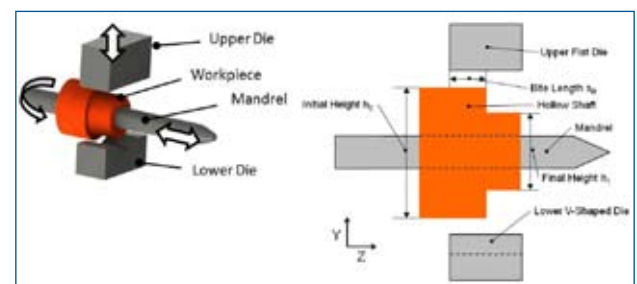 Upper Die
Workpiece
Mandrel
Lower Die
Upper Flat Die
Bite Length s
Hollow Shaft
Initial Height h
Mandrel
Final Height h₁
Lower V-Shaped Die
Y
Z